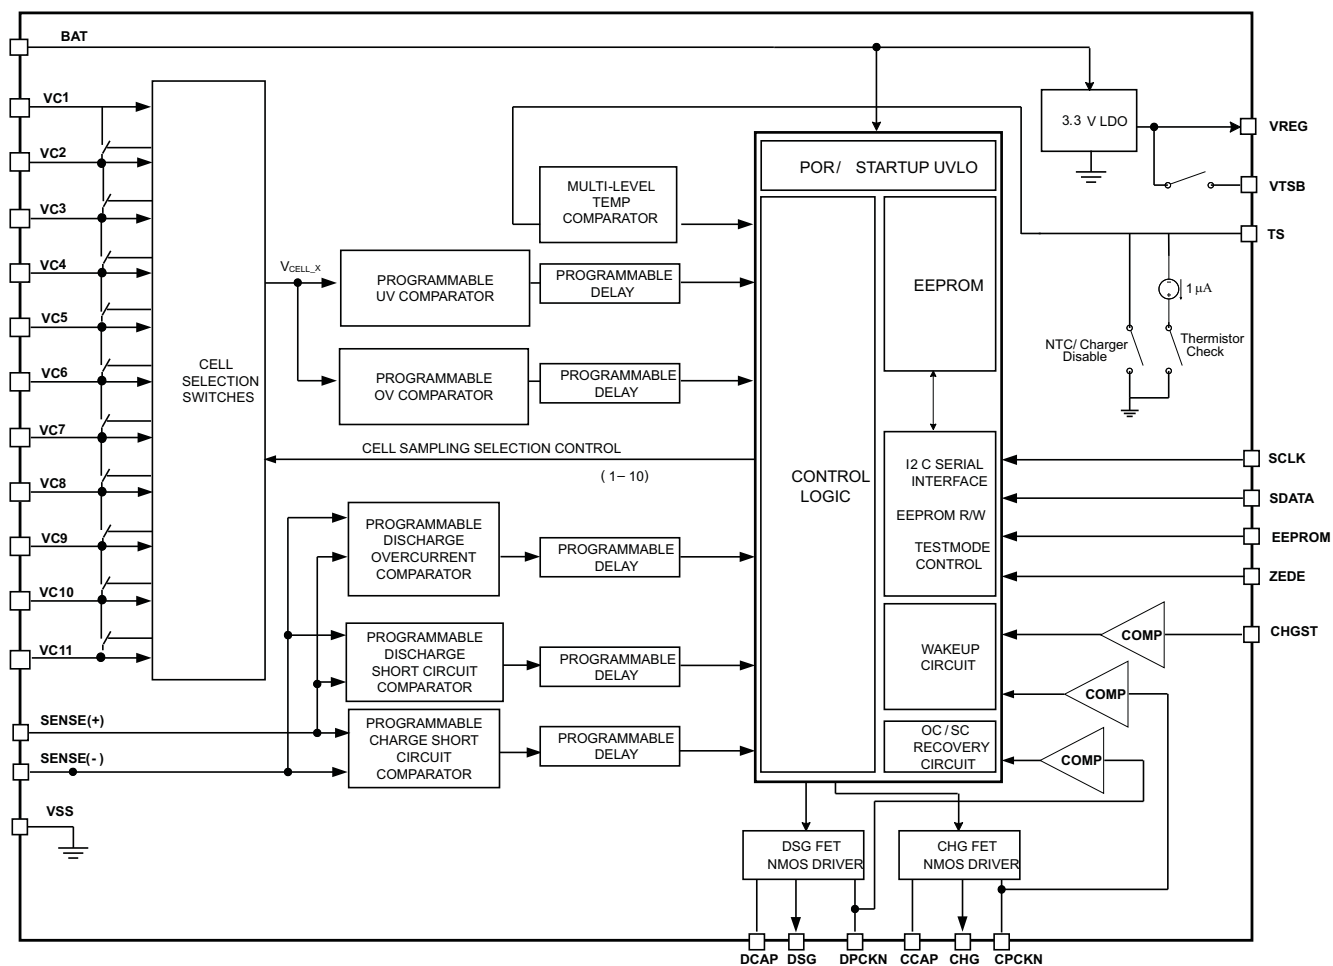 BAT
VC1
VC2
VC3
VC4
VC5
VC6
VC7
VC8
VC9
VC10
VC11
SENSE(+)
SENSE(-)
VSS
CELL
SELECTION
SWITCHES
VCELL_X
PROGRAMMABLE
UV COMPARATOR
PROGRAMMABLE
OV COMPARATOR
MULTI-LEVEL
TEMP
COMPARATOR
PROGRAMMABLE
DELAY
PROGRAMMABLE
DELAY
CELL SAMPLING SELECTION CONTROL
(1–10)
PROGRAMMABLE
DISCHARGE
OVERCURRENT
COMPARATOR
PROGRAMMABLE
DELAY
PROGRAMMABLE
DISCHARGE
SHORT CIRCUIT
COMPARATOR
PROGRAMMABLE
DELAY
PROGRAMMABLE
CHARGE SHORT
CIRCUIT
COMPARATOR
PROGRAMMABLE
DELAY
POR/ STARTUP UVLO
CONTROL
LOGIC
EEPROM
I2 C SERIAL
INTERFACE
EEPROM R/W
TESTMODE
CONTROL
WAKEUP
CIRCUIT
OC/SC
RECOVERY
CIRCUIT
3.3 V LDO
1 µA
NTC/ Charger
Disable
Thermistor
Check
COMP
COMP
COMP
VREG
VTSB
TS
SCLK
SDATA
EEPROM
ZEDE
CHGST
DSG FET
NMOS DRIVER
CHG FET
NMOS DRIVER
DCAP
DSG
DPCKN
CCAP
CHG
CPCKN